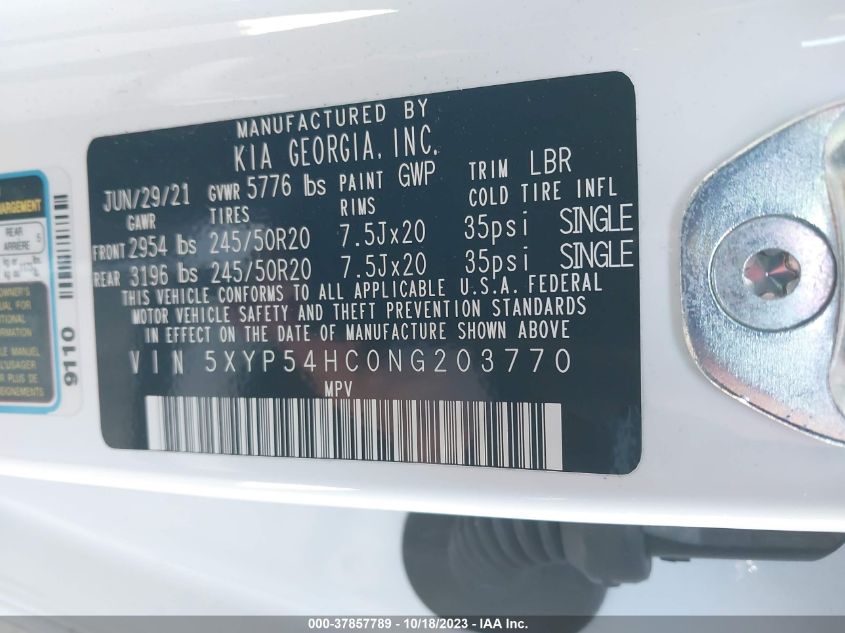 MANUFACTURED BY
KIA GEORGIA, INC.
JUN/29/21 GVWR 5776 lbs PAINT GWP TRIM LBR
GAWR TIRES RIMS COLD TIRE INFL
FRONT 2954 lbs 245/50R20 7.5Jx20 35psi SINGLE
REAR 3196 lbs 245/50R20 7.5Jx20 35psi SINGLE
THIS VEHICLE CONFORMS TO ALL APPLICABLE U.S.A. FEDERAL
MOTOR VEHICLE SAFETY AND THEFT PREVENTION STANDARDS
IN EFFECT ON THE DATE OF MANUFACTURE SHOWN ABOVE
VIN 5XYP54HC0NG203770
MPV
REAR
ARRIÈRE
9110
000-37857789 - 10/18/2023 - IAA Inc.